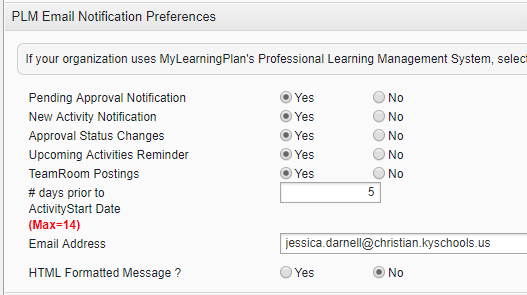 PLM Email Notification Preferences
If your organization uses MyLearningPlan's Professional Learning Management System, select
Pending Approval Notification Yes No
New Activity Notification Yes No
Approval Status Changes Yes No
Upcoming Activities Reminder Yes No
TeamRoom Postings Yes No
# days prior to 5
ActivityStart Date
(Max=14)
Email Address jessica.darnell@christian.kyschools.us
HTML Formatted Message ? Yes No